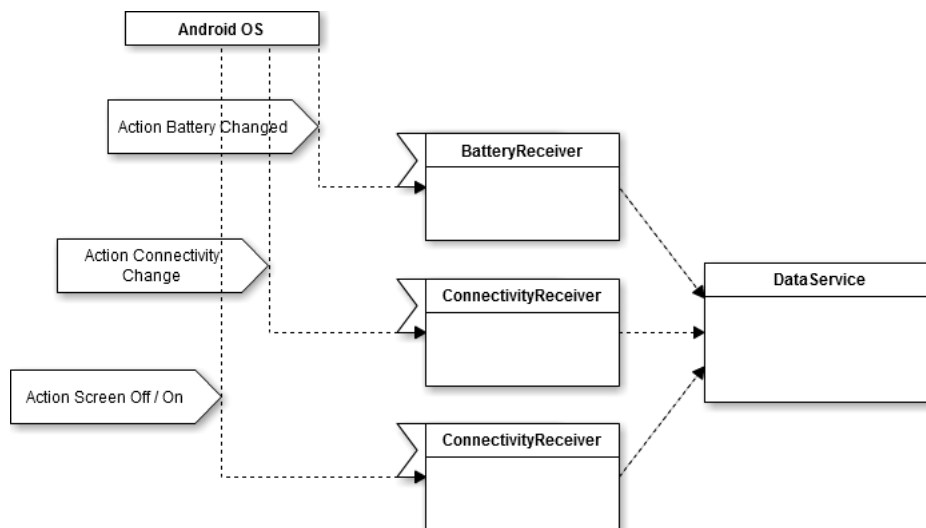 Android OS
Action Battery Changed
BatteryReceiver
Action Connectivity
Change
ConnectivityReceiver
DataService
Action Screen Off / On
ConnectivityReceiver